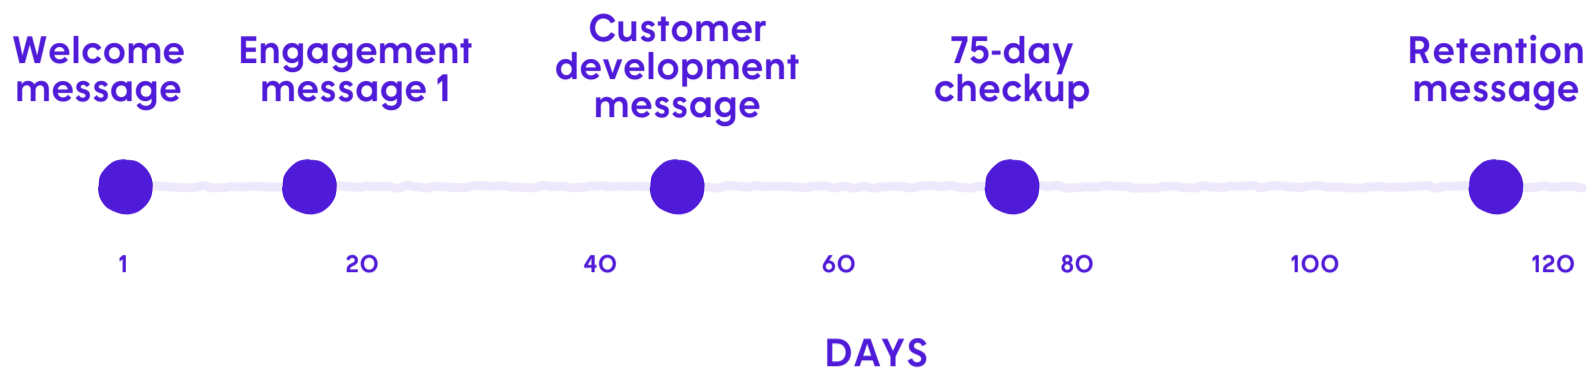 Welcome
message
Engagement
message 1
Customer
development
message
75-day
checkup
Retention
message
1
20
40
60
80
100
120
DAYS